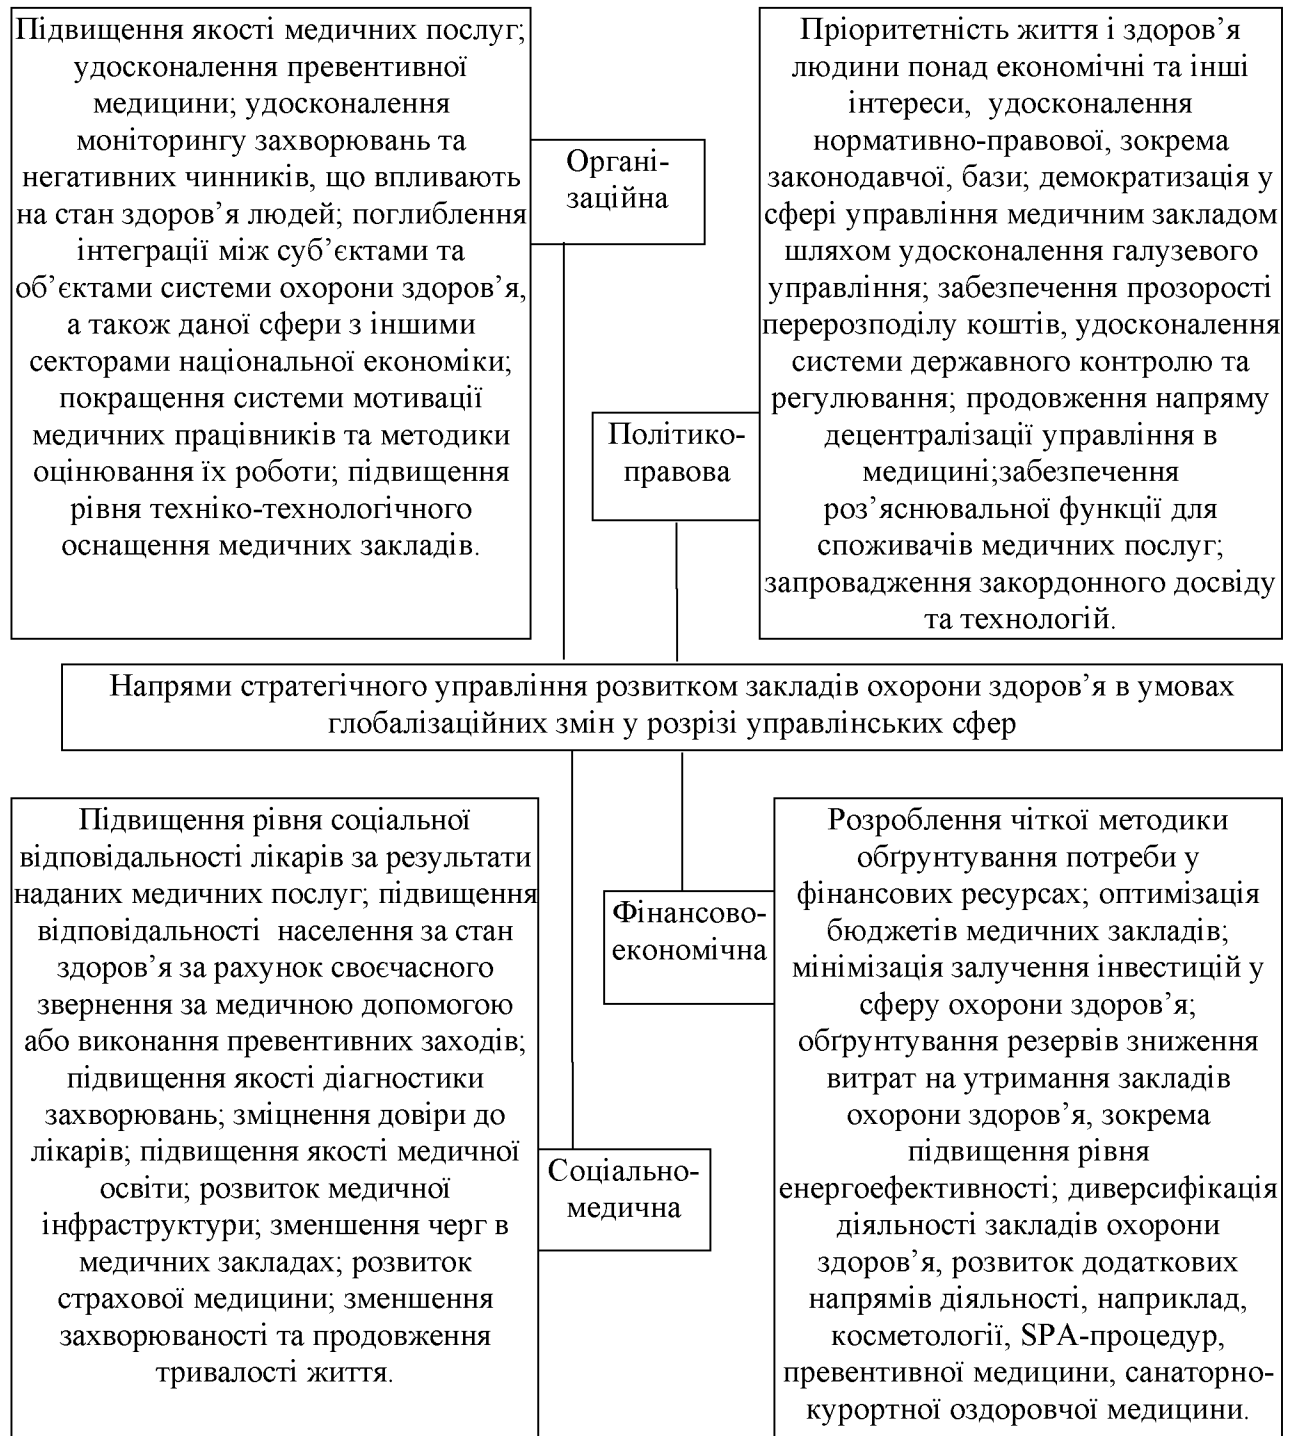 Підвищення якості медичних послуг;
удосконалення превентивної
медицини; удосконалення
моніторингу захворювань та
негативних чинників, що впливають
на стан здоров’я людей; поглиблення
інтеграції між суб’єктами та
об’єктами системи охорони здоров’я,
а також даної сфери з іншими
секторами національної економіки;
покращення системи мотивації
медичних працівників та методики
оцінювання їх роботи; підвищення
рівня техніко-технологічного
оснащення медичних закладів.
Органі-
заційна
Пріоритетність життя і здоров’я
людини понад економічні та інші
інтереси, удосконалення
нормативно-правової, зокрема
законодавчої, бази; демократизація у
сфері управління медичним закладом
шляхом удосконалення галузевого
управління; забезпечення прозорості
перерозподілу коштів, удосконалення
системи державного контролю та
регулювання; продовження напряму
децентралізації управління в
медицині;забезпечення
роз’яснювальної функції для
споживачів медичних послуг;
запровадження закордонного досвіду
та технологій.
Політико-
правова
Напрями стратегічного управління розвитком закладів охорони здоров’я в умовах
глобалізаційних змін у розрізі управлінських сфер
Підвищення рівня соціальної
відповідальності лікарів за результати
наданих медичних послуг; підвищення
відповідальності населення за стан
здоров’я за рахунок своєчасного
звернення за медичною допомогою
або виконання превентивних заходів;
підвищення якості діагностики
захворювань; зміцнення довіри до
лікарів; підвищення якості медичної
освіти; розвиток медичної
інфраструктури; зменшення черг в
медичних закладах; розвиток
страхової медицини; зменшення
захворюваності та продовження
тривалості життя.
Соціально-
медична
Фінансово-
економічна
Розроблення чіткої методики
обґрунтування потреби у
фінансових ресурсах; оптимізація
бюджетів медичних закладів;
мінімізація залучення інвестицій у
сферу охорони здоров’я;
обґрунтування резервів зниження
витрат на утримання закладів
охорони здоров’я, зокрема
підвищення рівня
енергоефективності; диверсифікація
діяльності закладів охорони
здоров’я, розвиток додаткових
напрямів діяльності, наприклад,
косметології, SPA-процедур,
превентивної медицини, санаторно-
курортної оздоровчої медицини.